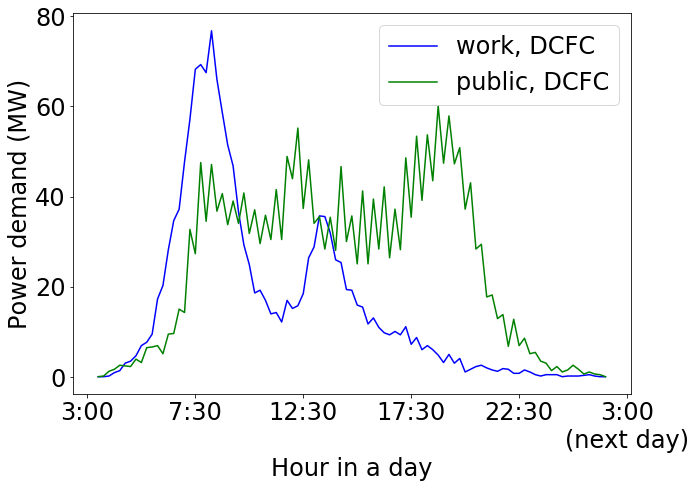 80
60
40
20
0
Power demand (MW)
work, DCFC
public, DCFC
3:00 7:30 12:30 17:30 22:30 3:00
(next day)
Hour in a day